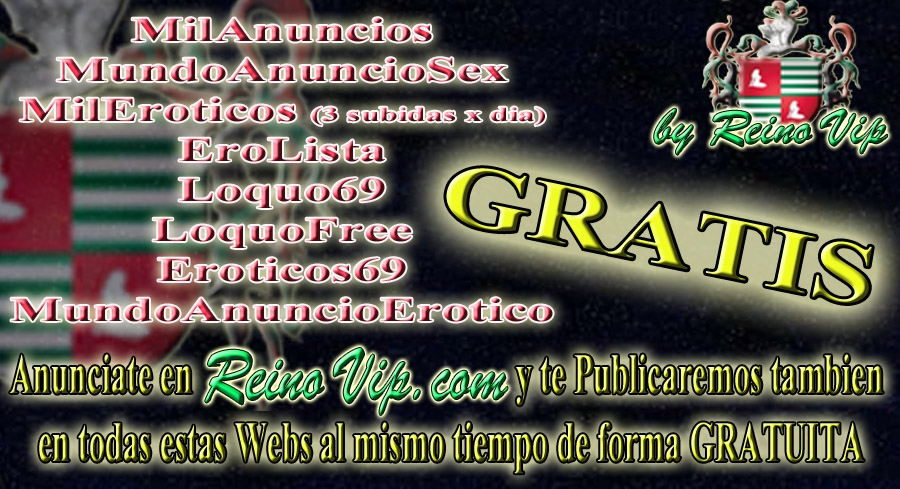 MilAnuncios
MundoAnuncioSex
MilEroticos (3 subidas x dia)
EroLista
Loquo69
LoquoFree
Eroticos69
MundoAnuncioErotico
by Reino Vip
GRATIS
Anunciate en Reino Vip.com y te Publicaremos tambien
en todas estas Webs al mismo tiempo de forma GRATUITA